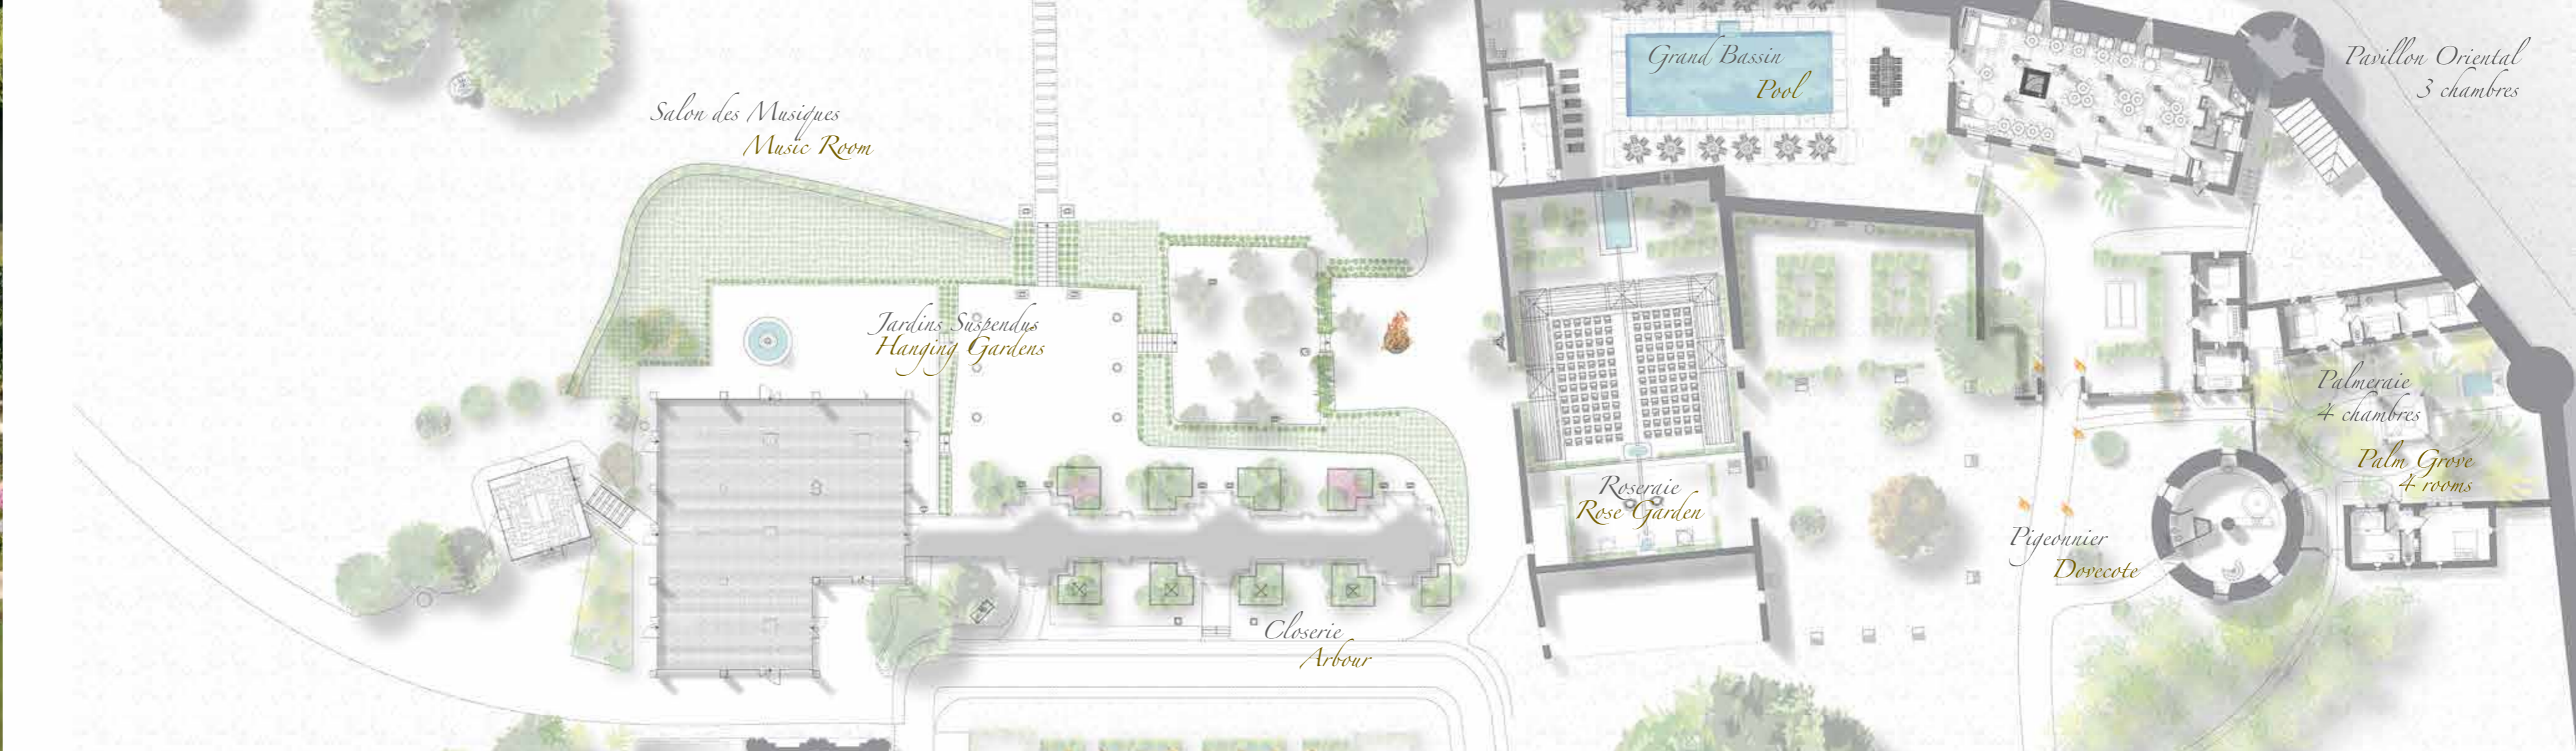 Salon des Musiques
Music Room
Jardins Suspendus
Hanging Gardens
Closerie
Arbour
Grand Bassin
Pool
Roseraie
Rose Garden
Pavillon Oriental
3 chambres
Palmeraie
4 chambres
Palm Grove
4 rooms
Pigeonnier
Dovecote